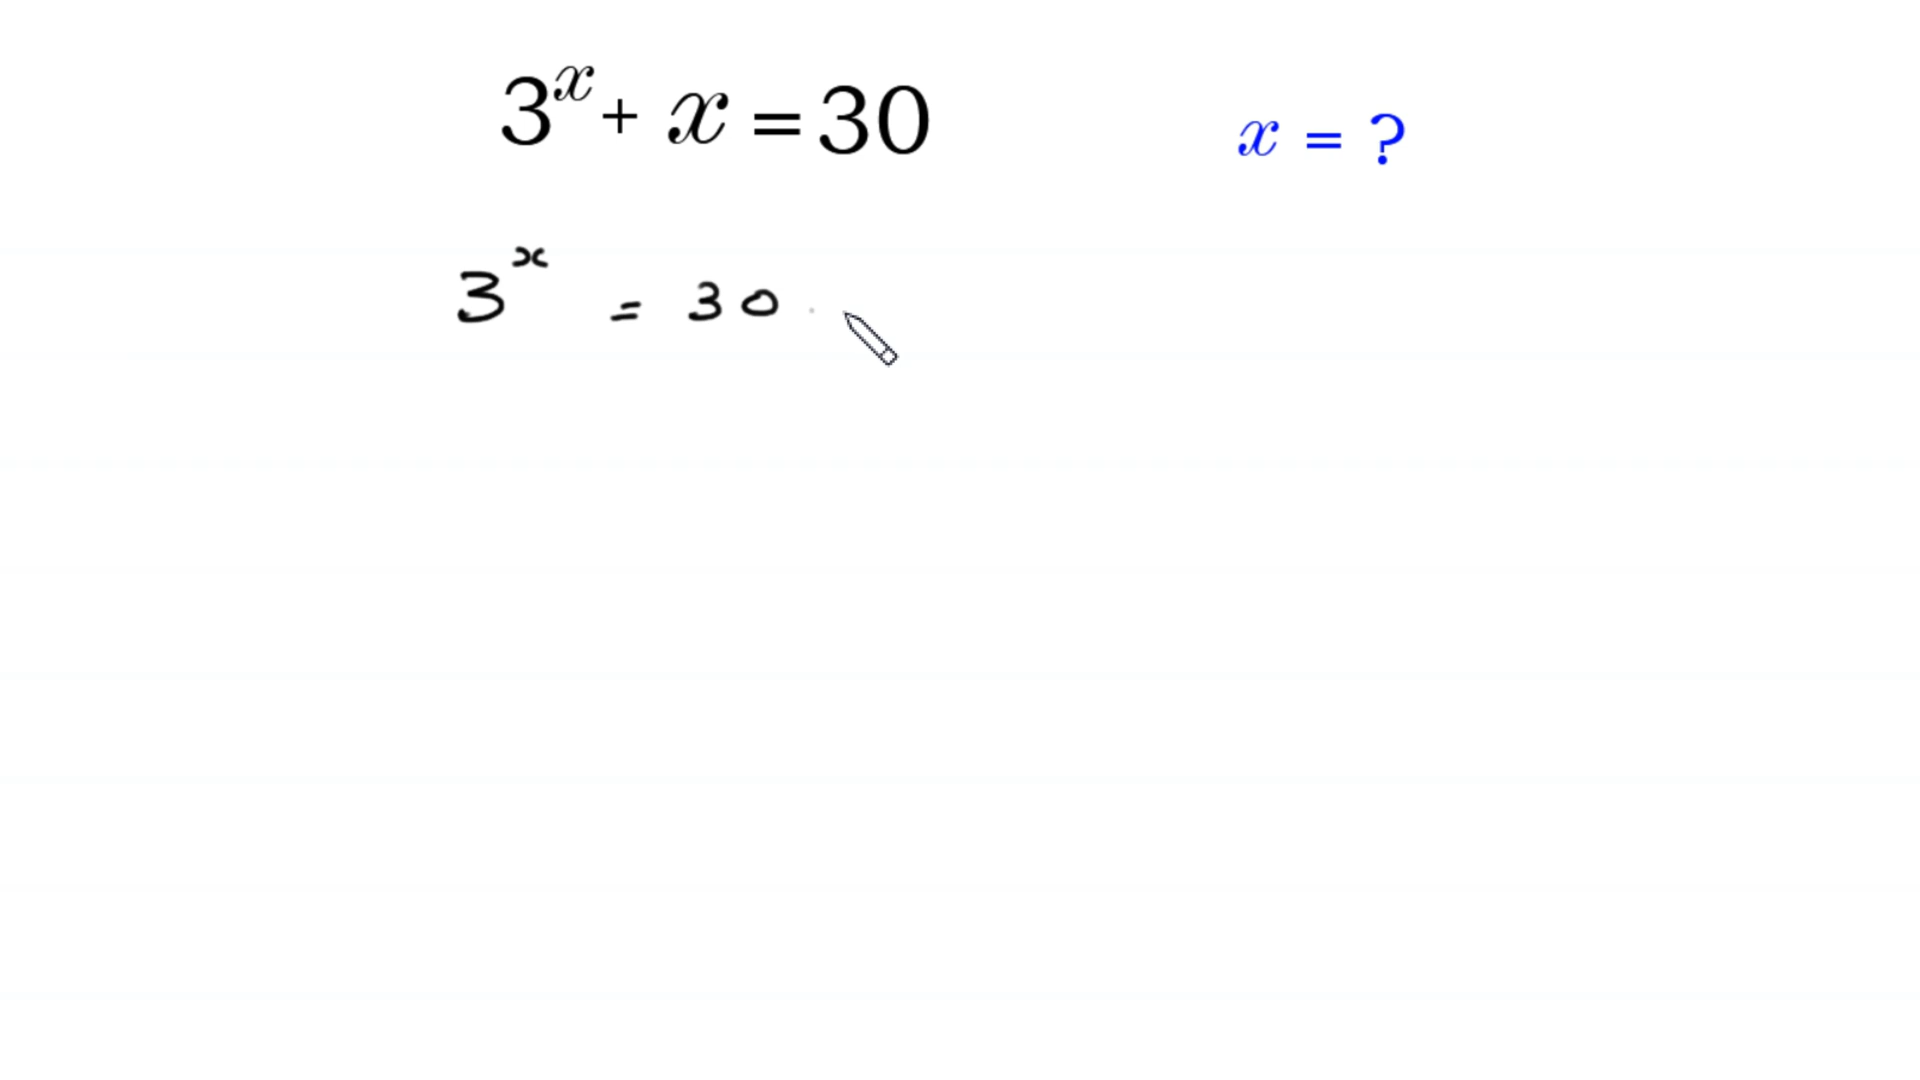 3^x + x = 30
x = ?
3^x = 30